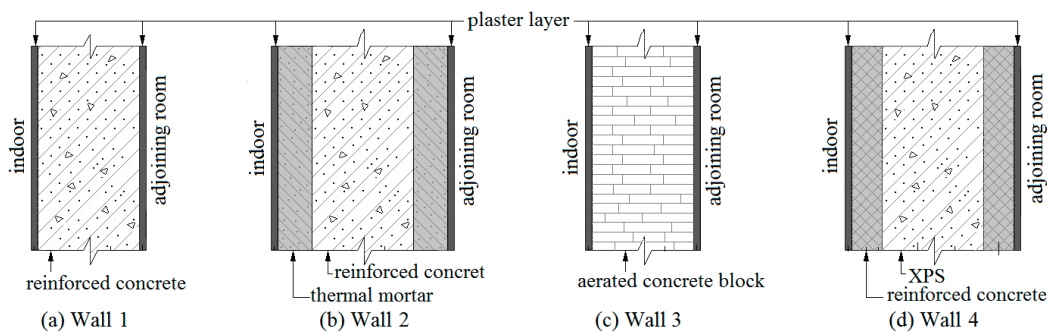 plaster layer
indoor
adjoining room
reinforced concrete
(a) Wall 1
indoor
adjoining room
reinforced concret
thermal mortar
(b) Wall 2
indoor
adjoining room
aerated concrete block
(c) Wall 3
indoor
adjoining room
XPS
reinforced concrete
(d) Wall 4